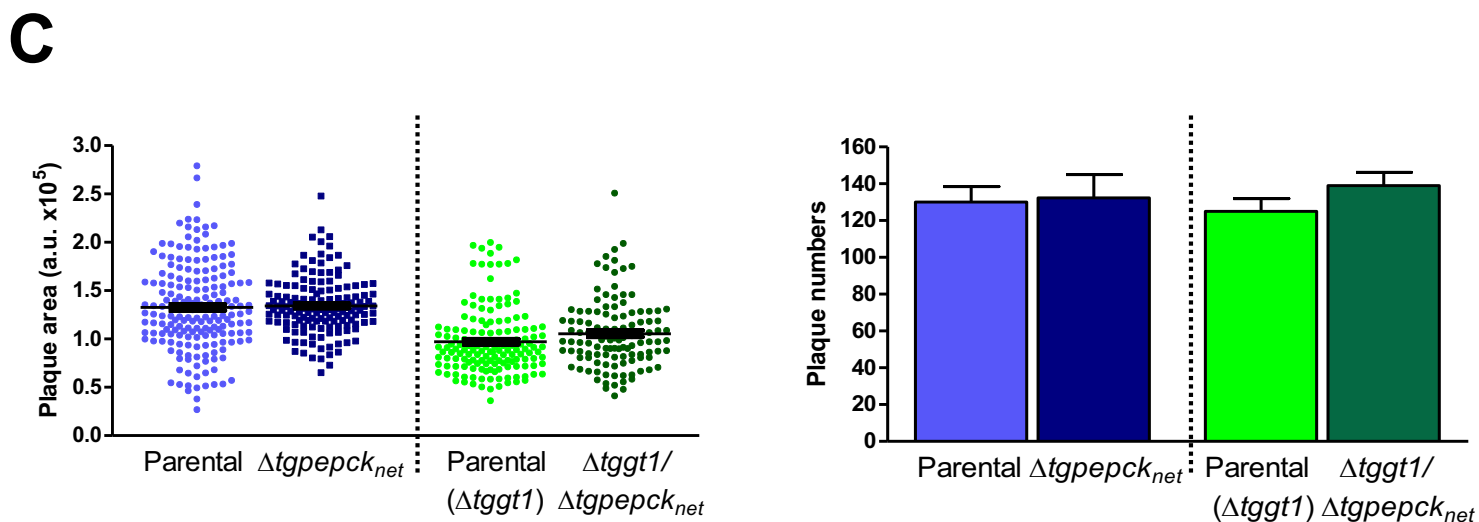 C
Plaque area (a.u. x10⁵)
3.0
2.5
2.0
1.5
1.0
0.5
0.0
Parental
Δtgpepck_net
Parental
(Δtggt1)
Δtggt1/
Δtgpepck_net
Plaque numbers
160
140
120
100
80
60
40
20
0
Parental
Δtgpepck_net
Parental
(Δtggt1)
Δtggt1/
Δtgpepck_net